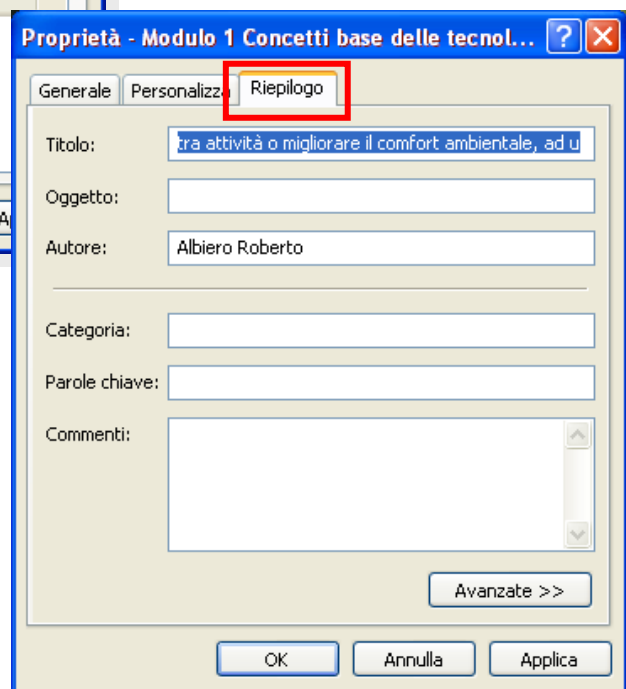 Proprietà - Modulo 1 Concetti base delle tecnol...
Generale Personalizza Riepilogo
Titolo: tra attività o migliorare il comfort ambientale, ad u
Oggetto:
Autore: Albiero Roberto
Categoria:
Parole chiave:
Commenti:
Avanzate >>
OK Annulla Applica